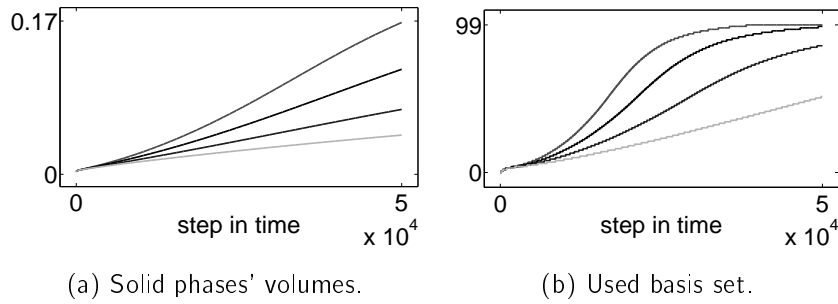 0.17
0
0
5
step in time
x 10^4
(a) Solid phases' volumes.
99
0
0
5
step in time
x 10^4
(b) Used basis set.